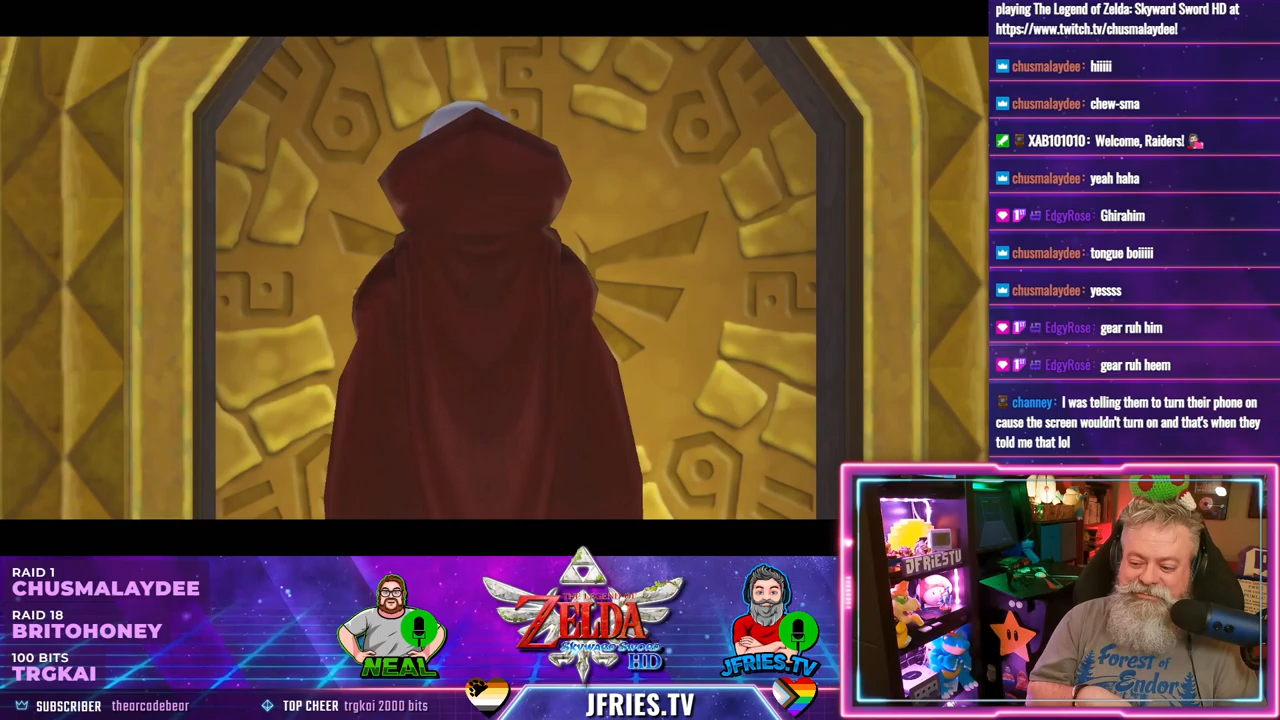 playing The Legend of Zelda: Skyward Sword HD at
https://www.twitch.tv/chusmalaydee!
chusmalaydee: hiiiii
chusmalaydee: chew-sma
XAB101010: Welcome, Raiders!
chusmalaydee: yeah haha
EdgyRose: Ghirahim
chusmalaydee: tongue boiiiii
chusmalaydee: yessss
EdgyRose: gear ruh him
EdgyRose: gear ruh heem
channey: I was telling them to turn their phone on
cause the screen wouldn't turn on and that's when they
told me that lol
JFRIESTV
Forest of
Endor
RAID 1
CHUSMALAYDEE
RAID 18
BRITOHONEY
100 BITS
TRGKAI
NEAL
THE LEGEND OF
ZELDA
SKYWARD SWORD
HD
JFRIES.TV
SUBSCRIBER thearcadebear
TOP CHEER trgkai 2000 bits
JFRIES.TV